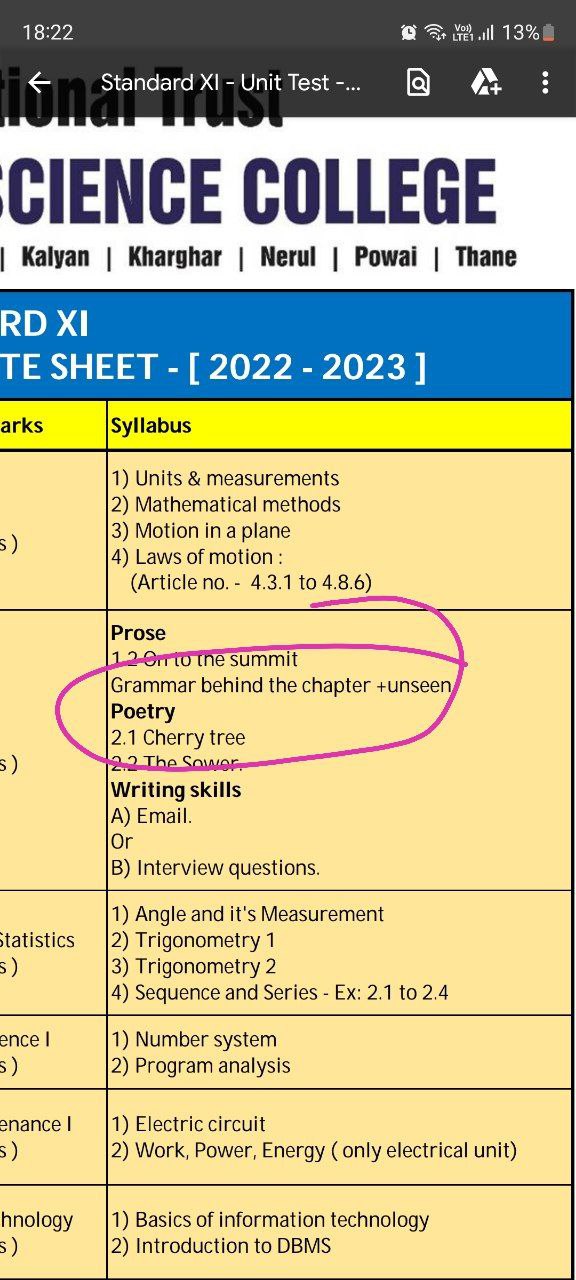 18:22 Vo) LTE1 13%
Standard XI - Unit Test -...
tional Trust
SCIENCE COLLEGE
| Kalyan | Kharghar | Nerul | Powai | Thane
RD XI
TE SHEET - [ 2022 - 2023 ]
arks Syllabus
1) Units & measurements
2) Mathematical methods
3) Motion in a plane
s ) 4) Laws of motion :
(Article no. - 4.3.1 to 4.8.6)
Prose
1.2 On to the summit
Grammar behind the chapter +unseen
Poetry
2.1 Cherry tree
s ) 2.2 The Sower.
Writing skills
A) Email.
Or
B) Interview questions.
1) Angle and it's Measurement
Statistics 2) Trigonometry 1
s ) 3) Trigonometry 2
4) Sequence and Series - Ex: 2.1 to 2.4
ence I 1) Number system
s ) 2) Program analysis
enance I 1) Electric circuit
s ) 2) Work, Power, Energy ( only electrical unit)
hnology 1) Basics of information technology
s ) 2) Introduction to DBMS